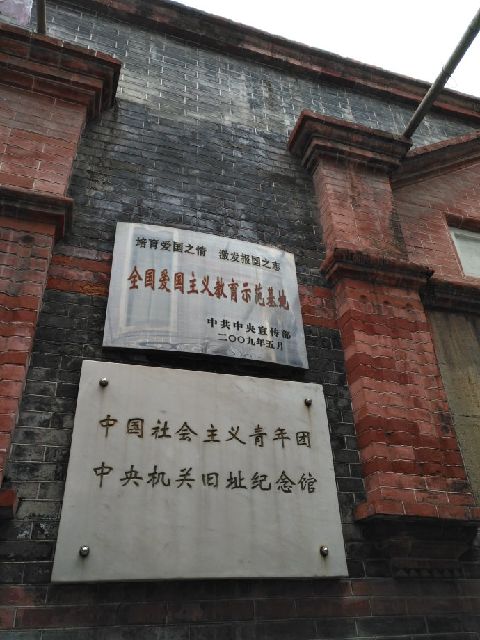 培育爱国之情 激发报国之志
全国爱国主义教育示范基地
中共中央宣传部
二〇〇九年五月
中国社会主义青年团
中央机关旧址纪念馆